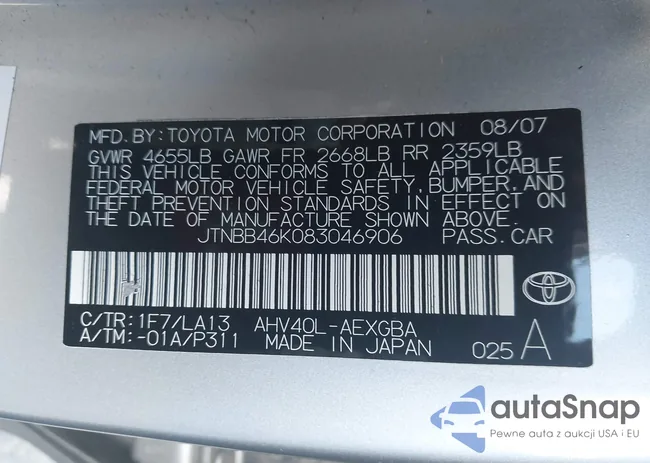 MFD. BY: TOYOTA MOTOR CORPORATION 08/07
GVWR 4655LB GAWR FR 2668LB RR 2359LB
THIS VEHICLE CONFORMS TO ALL APPLICABLE
FEDERAL MOTOR VEHICLE SAFETY, BUMPER, AND
THEFT PREVENTION STANDARDS IN EFFECT ON
THE DATE OF MANUFACTURE SHOWN ABOVE.
JTNBB46K083046906 PASS. CAR
C/TR: 1F7/LA13 AHV40L-AEXGBA
A/TM: -01A/P311 MADE IN JAPAN 025 A
autaSnap
Pewne auta z aukcji USA i EU